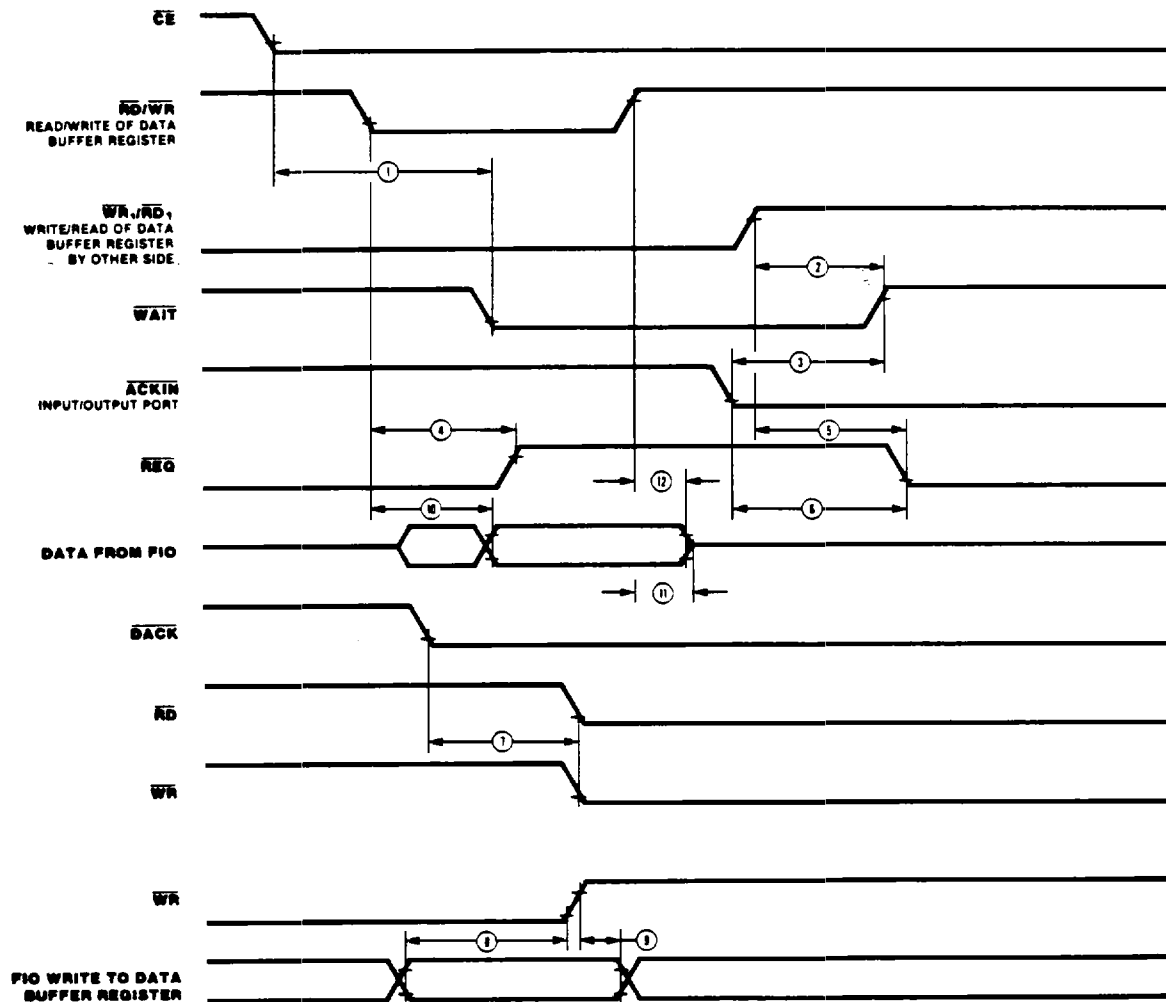 CE
RD/WR
READ/WRITE OF DATA
BUFFER REGISTER
1
WR₁/RD₁
WRITE/READ OF DATA
BUFFER REGISTER
BY OTHER SIDE
2
WAIT
3
ACKIN
INPUT/OUTPUT PORT
4
5
REQ
12
10
6
DATA FROM FIO
11
DACK
RD
7
WR
WR
8
9
FIO WRITE TO DATA
BUFFER REGISTER